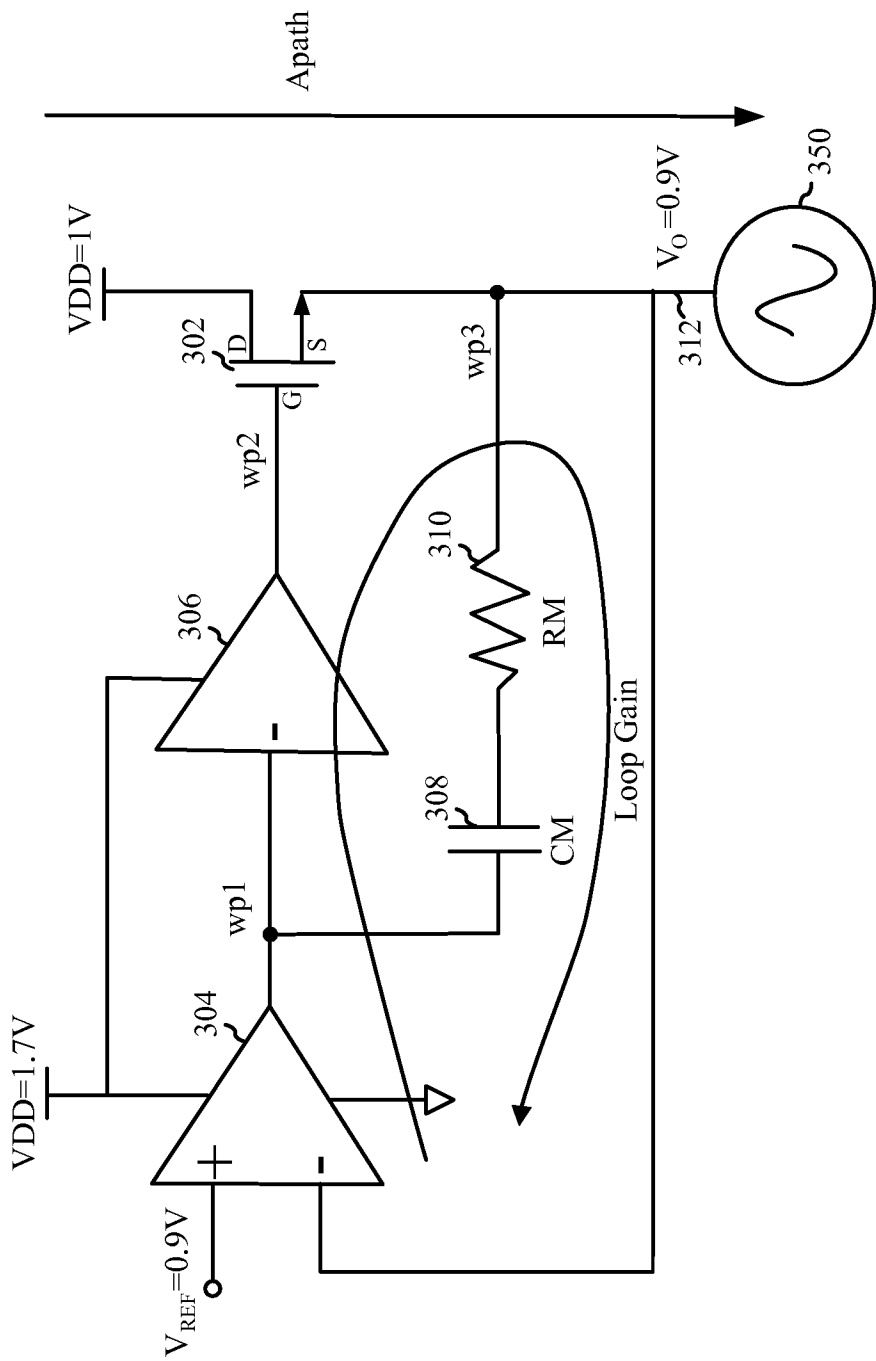 VDD=1.7V
VDD=1V
Apath
304
306
302
D
G
S
V_REF=0.9V
+
-
wp1
-
wp2
wp3
308
CM
310
RM
Loop Gain
V_O=0.9V
312
350